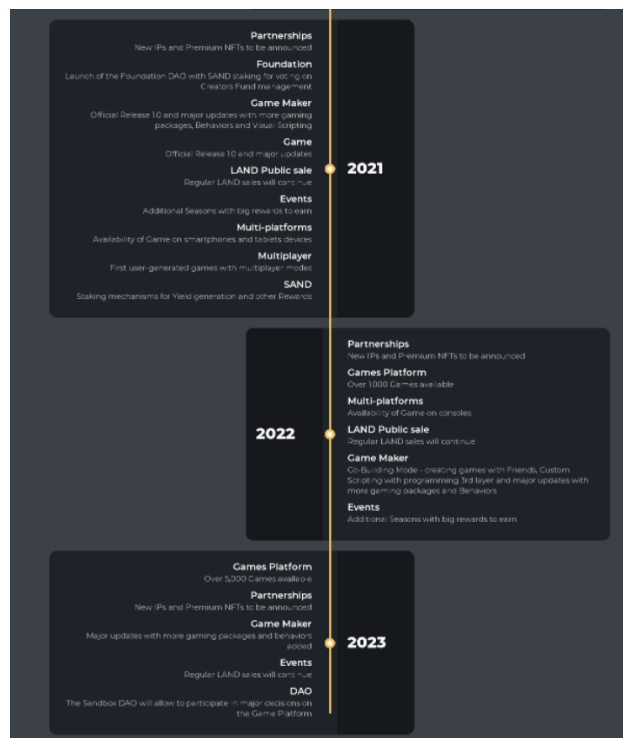 Partnerships
New IPs and Premium NFTs to be announced
Foundation
Launch of the Foundation DAO with SAND staking for voting on
Creators Fund management
Game Maker
Official Release 1.0 and major updates with more gaming
packages, Behaviors and Visual Scripting
Game
Official Release 1.0 and major updates
LAND Public sale
Regular LAND sales will continue
Events
Additional Seasons with big rewards to earn
Multi-platforms
Availability of Game on smartphones and tablets devices
Multiplayer
First user-generated games with multiplayer modes
SAND
Staking mechanisms for Yield generation and other Rewards
2021
2022
Partnerships
New IPs and Premium NFTs to be announced
Games Platform
Over 1,000 Games available
Multi-platforms
Availability of Game on consoles
LAND Public sale
Regular LAND sales will continue
Game Maker
Co-Building Mode - creating games with Friends, Custom
Scripting with programming 3rd layer and major updates with
more gaming packages and Behaviors
Events
Additional Seasons with big rewards to earn
Games Platform
Over 5,000 Games available
Partnerships
New IPs and Premium NFTs to be announced
Game Maker
Major updates with more gaming packages and behaviors
added
Events
Regular LAND sales will continue
DAO
The Sandbox DAO will allow to participate in major decisions on
the Game Platform
2023